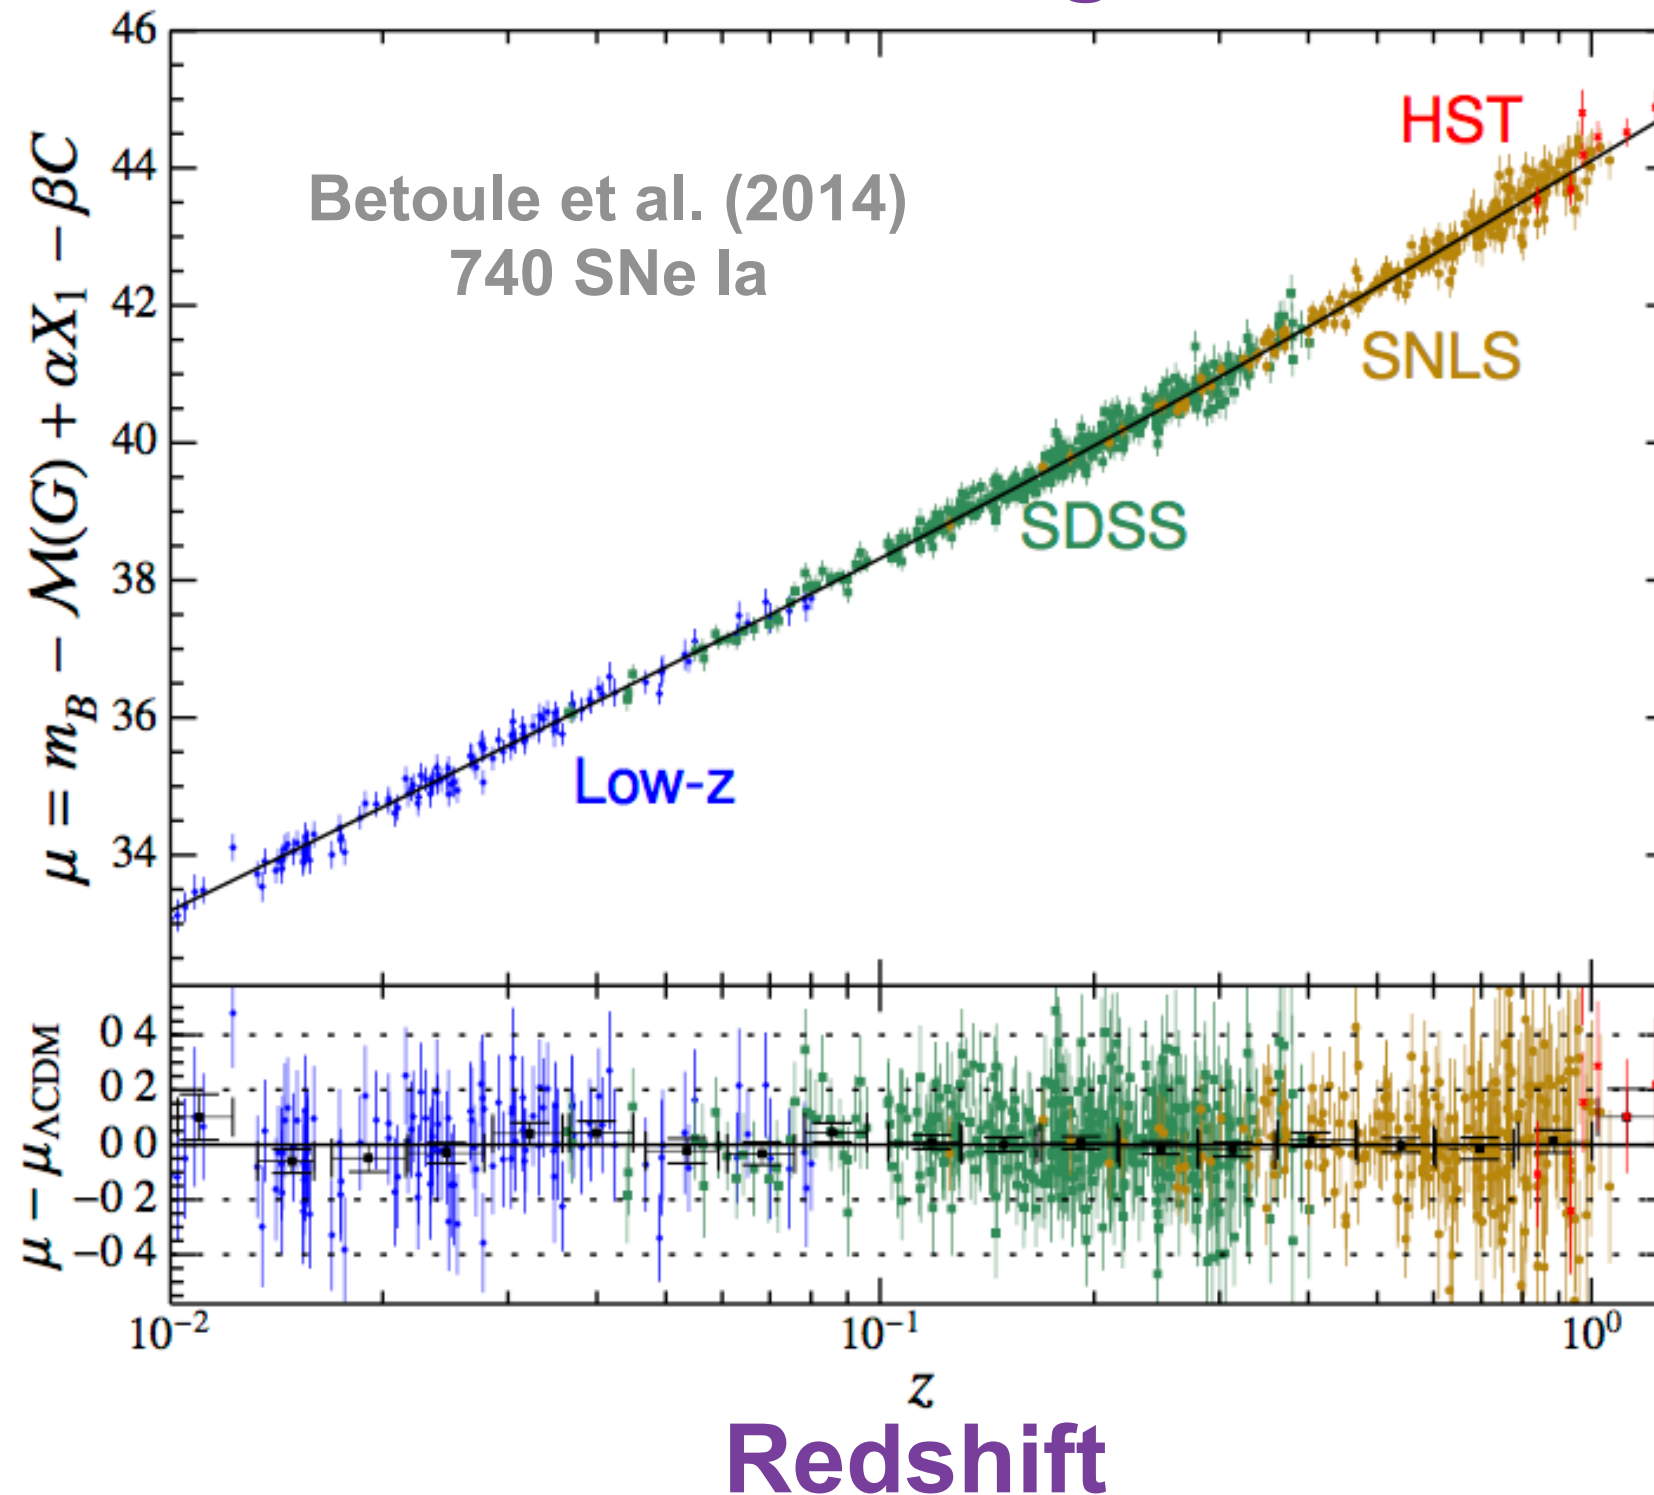 46
44
42
40
38
36
34
μ = m_B − ℳ(G) + αX_1 − βC
Betoule et al. (2014)
740 SNe Ia
HST
SNLS
SDSS
Low-z
μ − μ_ΛCDM
0 4
0 2
0 0
−0 2
−0 4
10^−2
10^−1
10^0
z
Redshift